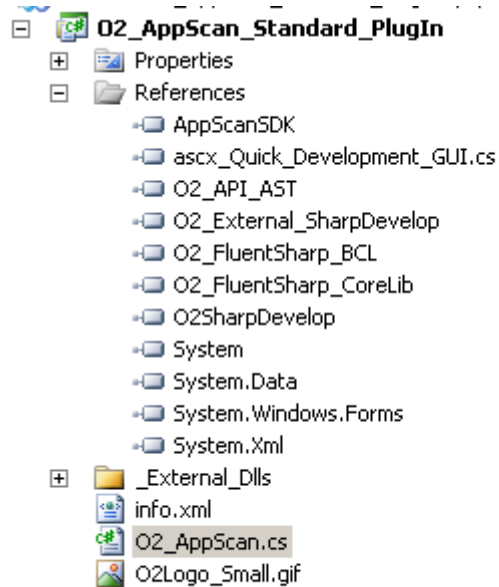 O2_AppScan_Standard_PlugIn
Properties
References
AppScanSDK
ascx_Quick_Development_GUI.cs
O2_API_AST
O2_External_SharpDevelop
O2_FluentSharp_BCL
O2_FluentSharp_CoreLib
O2SharpDevelop
System
System.Data
System.Windows.Forms
System.Xml
_External_Dlls
info.xml
O2_AppScan.cs
O2Logo_Small.gif